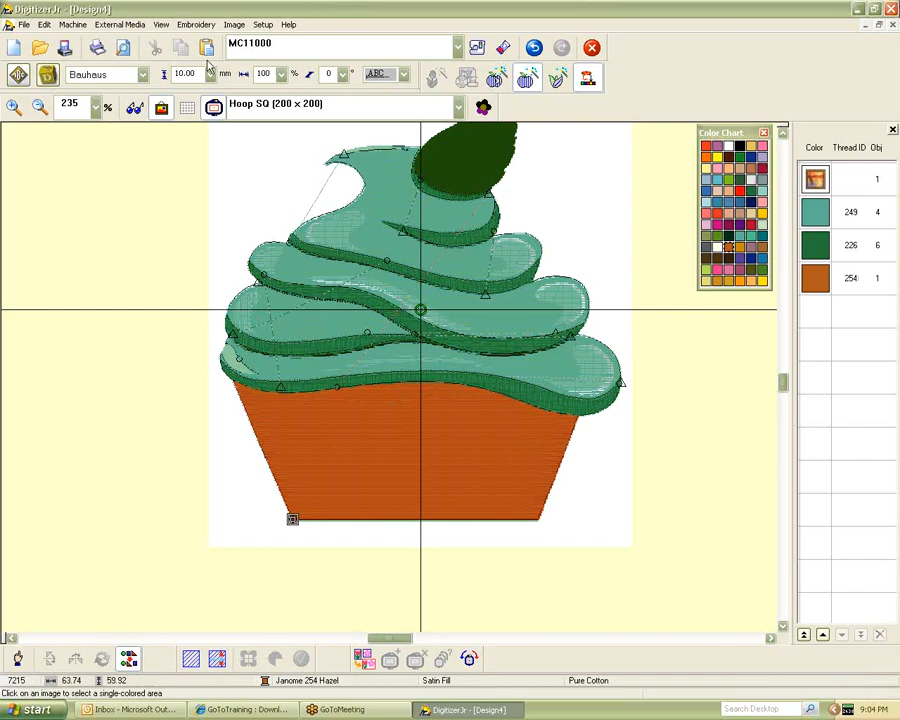 DigitizerJr - [Design4]
File Edit Machine External Media View Embroidery Image Setup Help
MC11000
Bauhaus 10.00 mm 100 % 0 ABC
235 % Hoop SQ (200 x 200)
Color Chart
Color Thread ID Obj
1
249 4
226 6
254 1
7215 63.74 59.92 Janome 254 Hazel Satin Fill Pure Cotton
Click on an image to select a single-colored area
start Inbox - Microsoft Out... GoToTraining : Downl... GoToMeeting DigitizerJr - [Design4] Search Desktop 9:04 PM